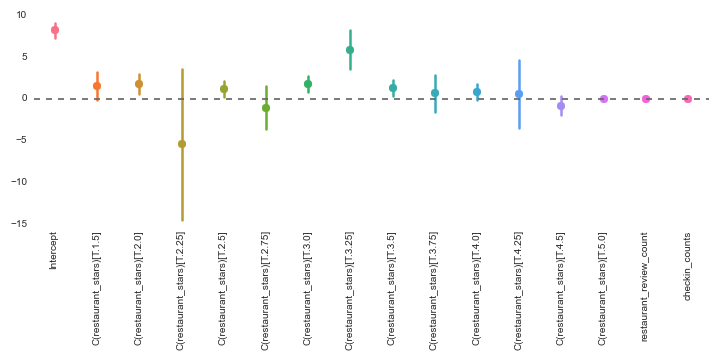 10
5
0
−5
−10
−15
Intercept
C(restaurant_stars)[T.1.5]
C(restaurant_stars)[T.2.0]
C(restaurant_stars)[T.2.25]
C(restaurant_stars)[T.2.5]
C(restaurant_stars)[T.2.75]
C(restaurant_stars)[T.3.0]
C(restaurant_stars)[T.3.25]
C(restaurant_stars)[T.3.5]
C(restaurant_stars)[T.3.75]
C(restaurant_stars)[T.4.0]
C(restaurant_stars)[T.4.25]
C(restaurant_stars)[T.4.5]
C(restaurant_stars)[T.5.0]
restaurant_review_count
checkin_counts